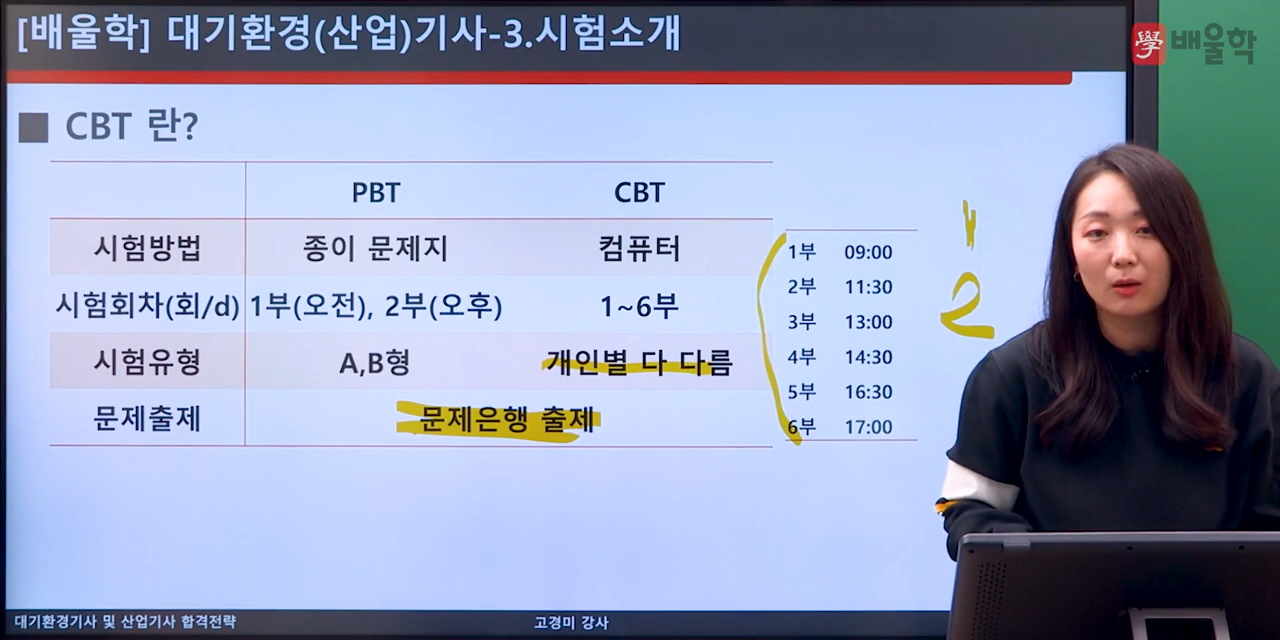 [배울학] 대기환경(산업)기사-3.시험소개
學 배울학
■ CBT 란?
PBT CBT
시험방법 종이 문제지 컴퓨터
시험회차(회/d) 1부(오전), 2부(오후) 1~6부
시험유형 A,B형 개인별 다 다름
문제출제 문제은행 출제
1부 09:00
2부 11:30
3부 13:00
4부 14:30
5부 16:30
6부 17:00
2
대기환경기사 및 산업기사 합격전략 고경미 강사